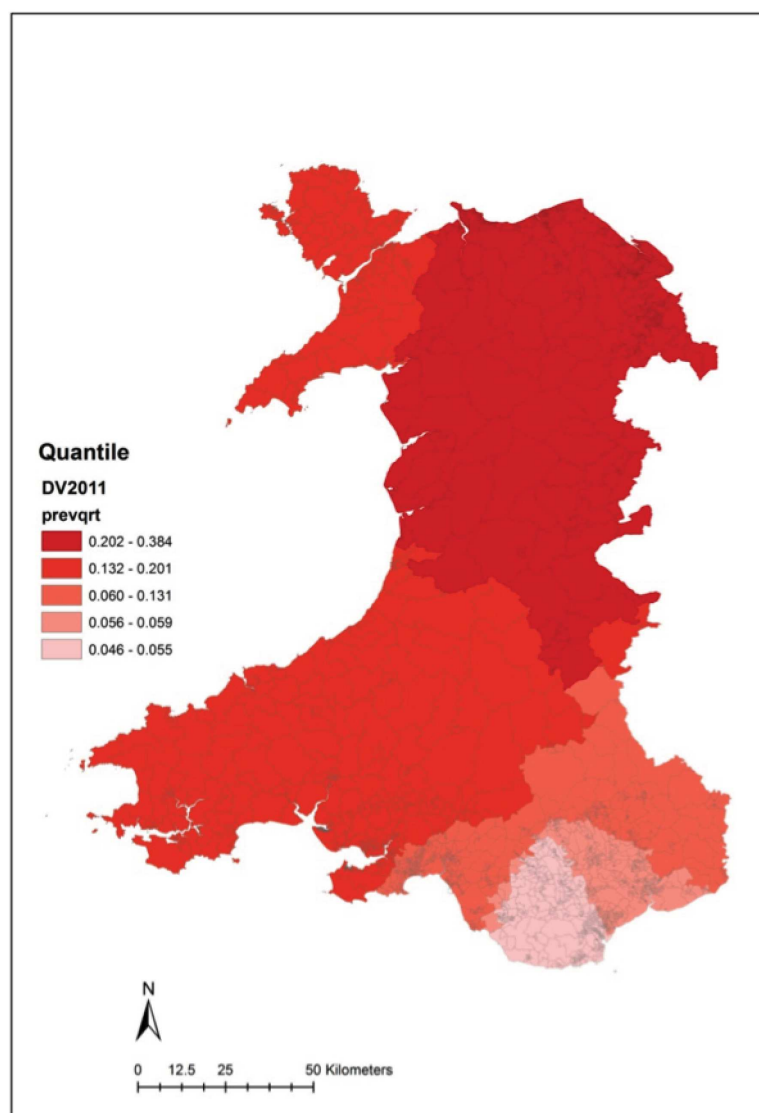 Quantile
DV2011
prevqrt
0.202 - 0.384
0.132 - 0.201
0.060 - 0.131
0.056 - 0.059
0.046 - 0.055
N
0 12.5 25 50 Kilometers